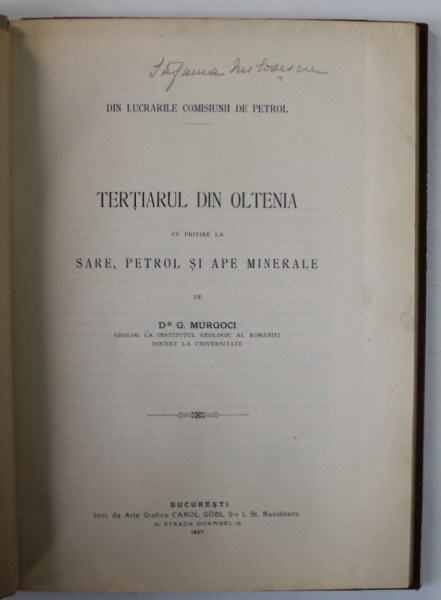 Ștefania
DIN LUCRARILE COMISIUNII DE PETROL
TERȚIARUL DIN OLTENIA
CU PRIVIRE LA
SARE, PETROL ȘI APE MINERALE
DE
DR G. MURGOCI
GEOLOG LA INSTITUTUL GEOLOGIC AL ROMÂNIEI
DOCENT LA UNIVERSITATE
BUCUREȘTI
Inst. de Arte Grafice CAROL GÖBL S-r I. St. Rasidescu
16, STRADA DOAMNEI, 16
1907